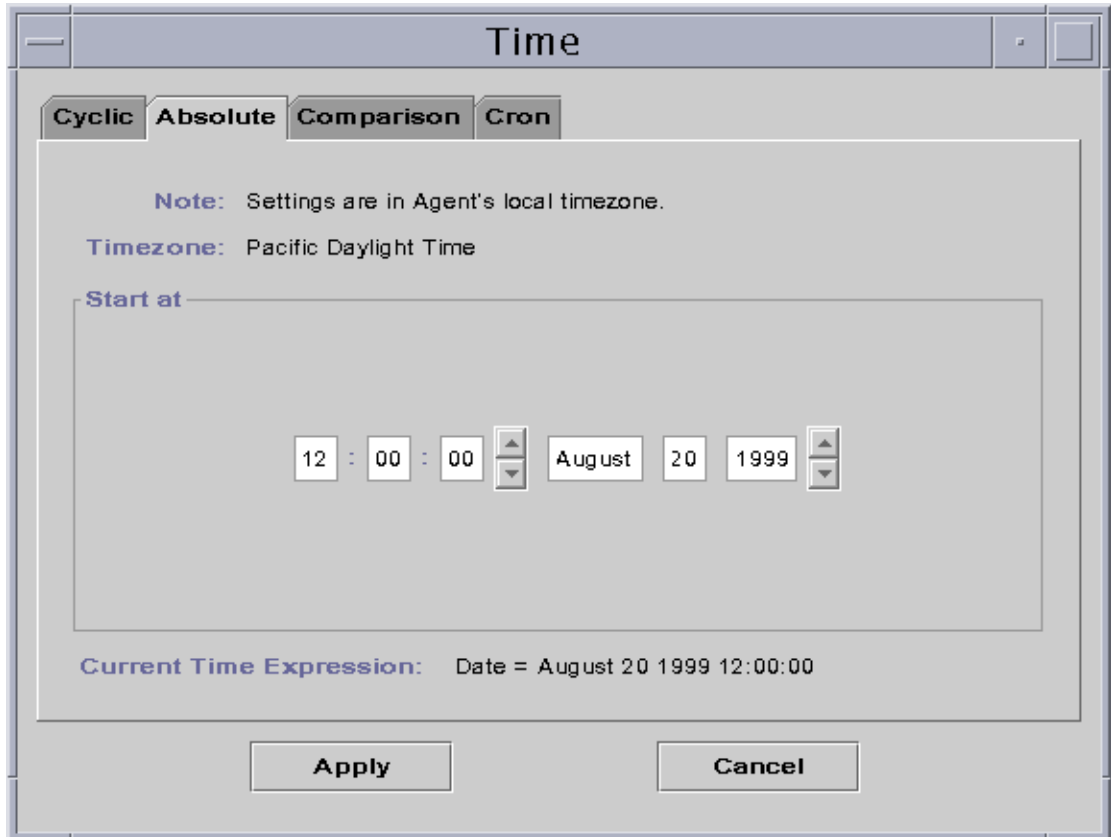 Time
Cyclic Absolute Comparison Cron
Note: Settings are in Agent's local timezone.
Timezone: Pacific Daylight Time
Start at
12 : 00 : 00 August 20 1999
Current Time Expression: Date = August 20 1999 12:00:00
Apply Cancel